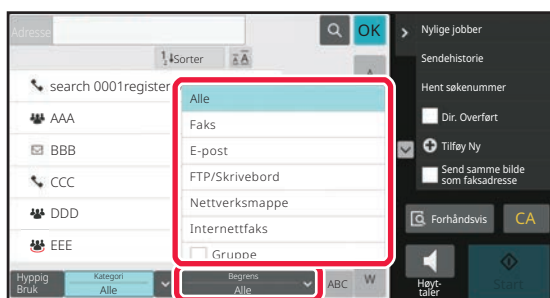 Adresse
OK
Sorter
search 0001register
AAA
BBB
CCC
DDD
EEE
Alle
Faks
E-post
FTP/Skrivebord
Nettverksmappe
Internettfaks
Gruppe
Hyppig
Bruk
Kategori
Alle
Begrens
Alle
ABC
W
Nylige jobber
Sendehistorie
Hent søkenummer
Dir. Overført
Tilføy Ny
Send samme bilde
som faksadresse
Forhåndsvis
CA
Høyt-
taler
Start